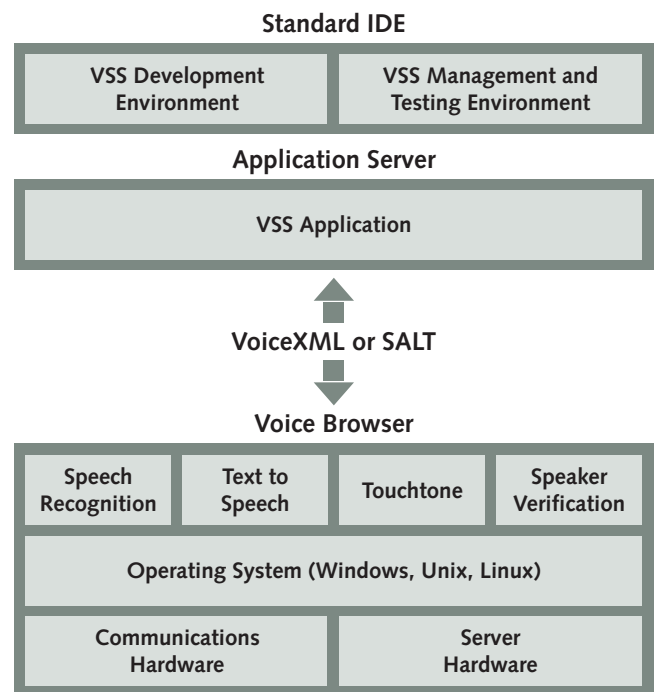 Standard IDE
VSS Development
Environment
VSS Management and
Testing Environment
Application Server
VSS Application
VoiceXML or SALT
Voice Browser
Speech
Recognition
Text to
Speech
Touchtone
Speaker
Verification
Operating System (Windows, Unix, Linux)
Communications
Hardware
Server
Hardware